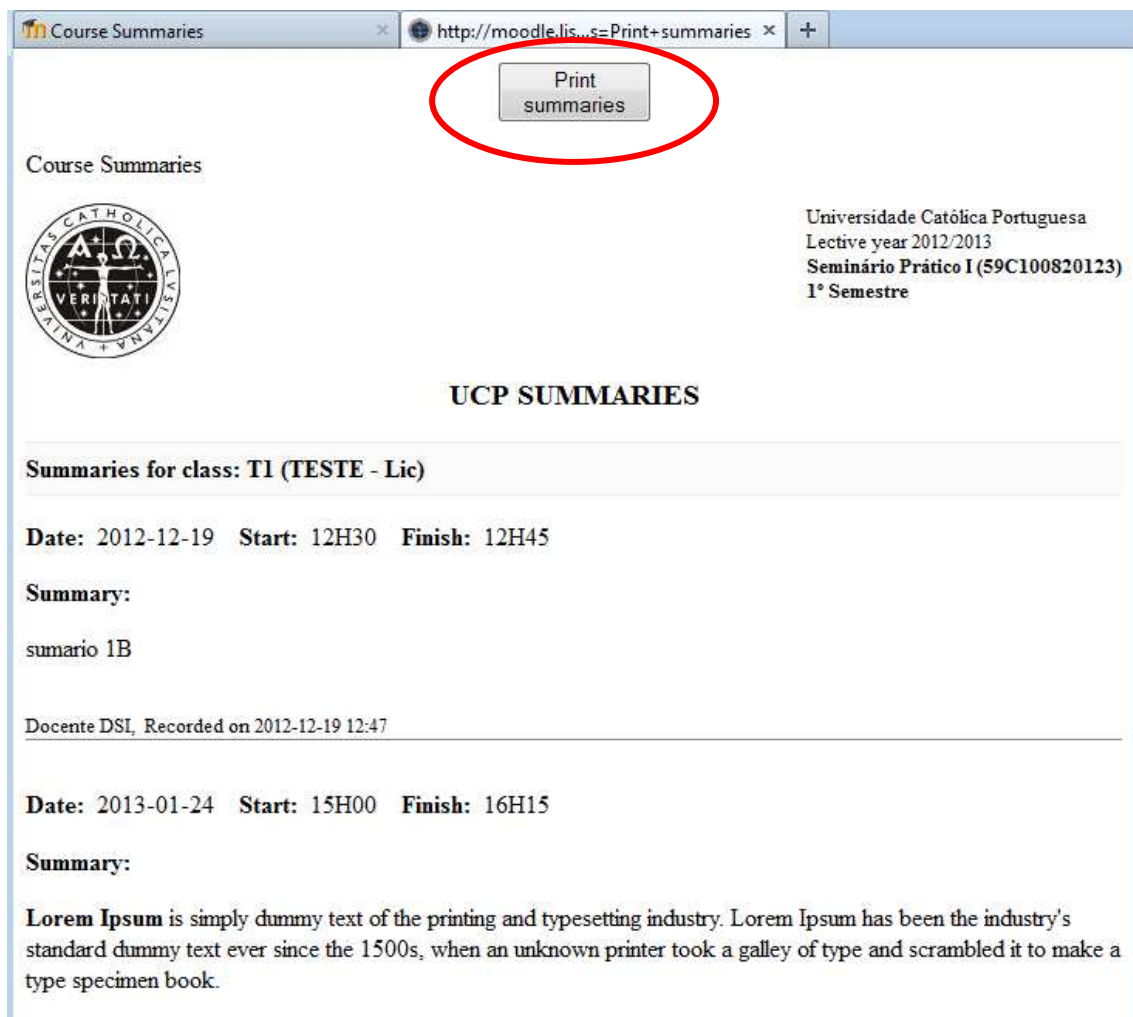 Course Summaries
http://moodle.lis...s=Print+summaries
Print
summaries
Course Summaries
VNIVERSITAS CATHOLICA LVSITANA
Α Ω
VERITATI
Universidade Católica Portuguesa
Lective year 2012/2013
Seminário Prático I (59C100820123)
1º Semestre
UCP SUMMARIES
Summaries for class: T1 (TESTE - Lic)
Date: 2012-12-19 Start: 12H30 Finish: 12H45
Summary:
sumario 1B
Docente DSI, Recorded on 2012-12-19 12:47
Date: 2013-01-24 Start: 15H00 Finish: 16H15
Summary:
Lorem Ipsum is simply dummy text of the printing and typesetting industry. Lorem Ipsum has been the industry's
standard dummy text ever since the 1500s, when an unknown printer took a galley of type and scrambled it to make a
type specimen book.